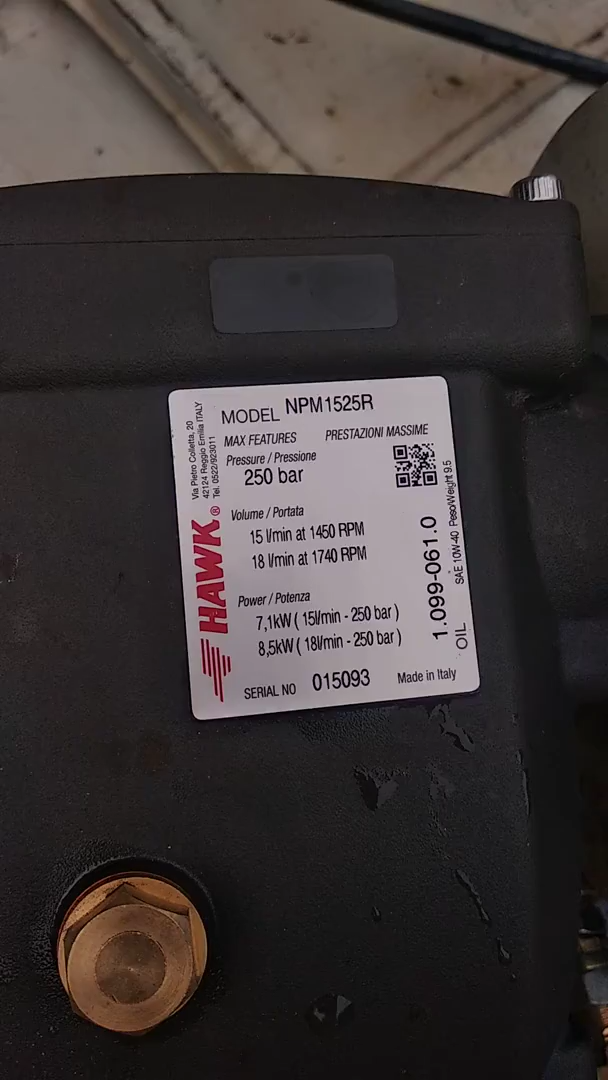 MODEL NPM1525R
MAX FEATURES PRESTAZIONI MASSIME
Pressure / Pressione
250 bar
Volume / Portata
15 l/min at 1450 RPM
18 l/min at 1740 RPM
Power / Potenza
7,1kW ( 15l/min - 250 bar )
8,5kW ( 18l/min - 250 bar )
SERIAL NO 015093 Made in Italy
HAWK®
Via Pietro Colletta, 20
42124 Reggio Emilia ITALY
Tel. 0522/923011
1.099-061.0
OIL SAE 10W-40 Peso/Weight 9.5